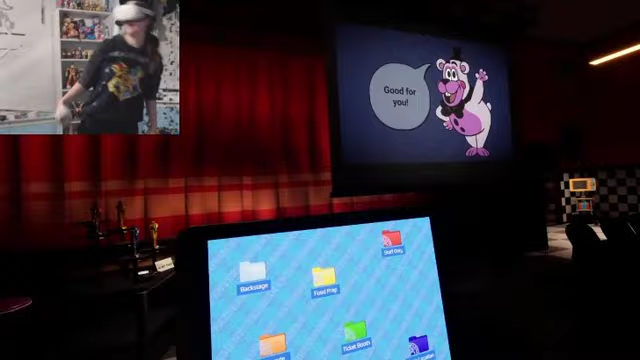 Good for
you!
Staff Only
Backstage
Food Prep
Ticket Booth